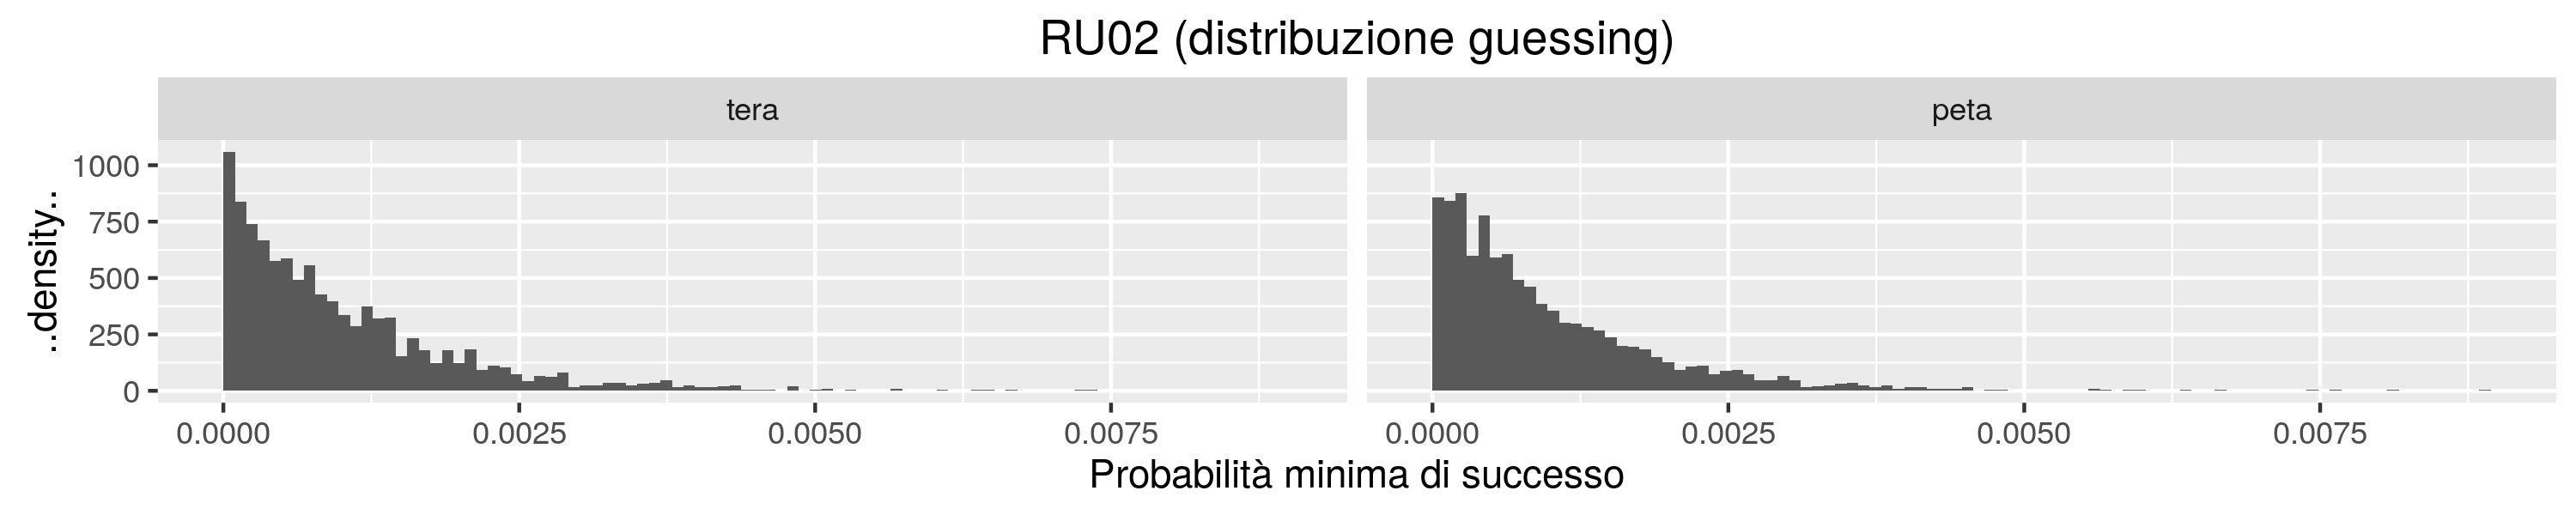 RU02 (distribuzione guessing)
tera
peta
..density..
1000
750
500
250
0
0.0000 0.0025 0.0050 0.0075
0.0000 0.0025 0.0050 0.0075
Probabilità minima di successo